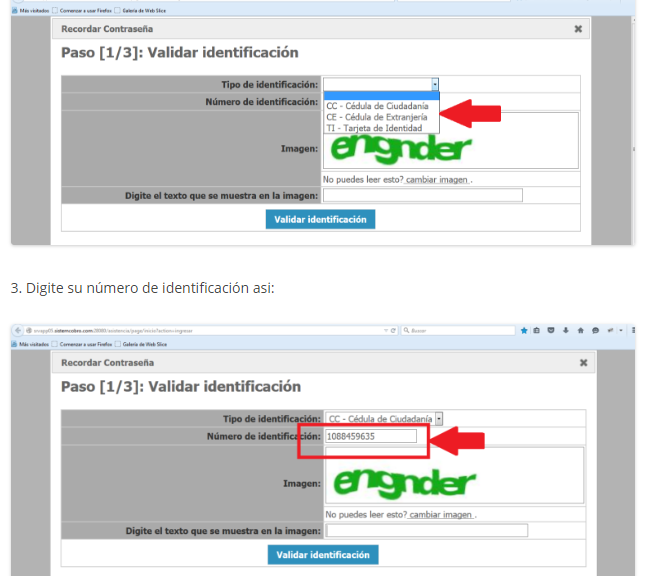 Más visitados Comenzar a usar Firefox Galería de Web Slice
Recordar Contraseña
Paso [1/3]: Validar identificación
Tipo de identificación:
Número de identificación:
CC - Cédula de Ciudadanía
CE - Cédula de Extranjería
TI - Tarjeta de Identidad
Imagen: engnder
No puedes leer esto? cambiar imagen .
Digite el texto que se muestra en la imagen:
Validar identificación
3. Digite su número de identificación asi:
Buscar
Más visitados Comenzar a usar Firefox Galería de Web Slice
Recordar Contraseña
Paso [1/3]: Validar identificación
Tipo de identificación: CC - Cédula de Ciudadanía
Número de identificación: 1088459635
Imagen: engnder
No puedes leer esto? cambiar imagen .
Digite el texto que se muestra en la imagen:
Validar identificación